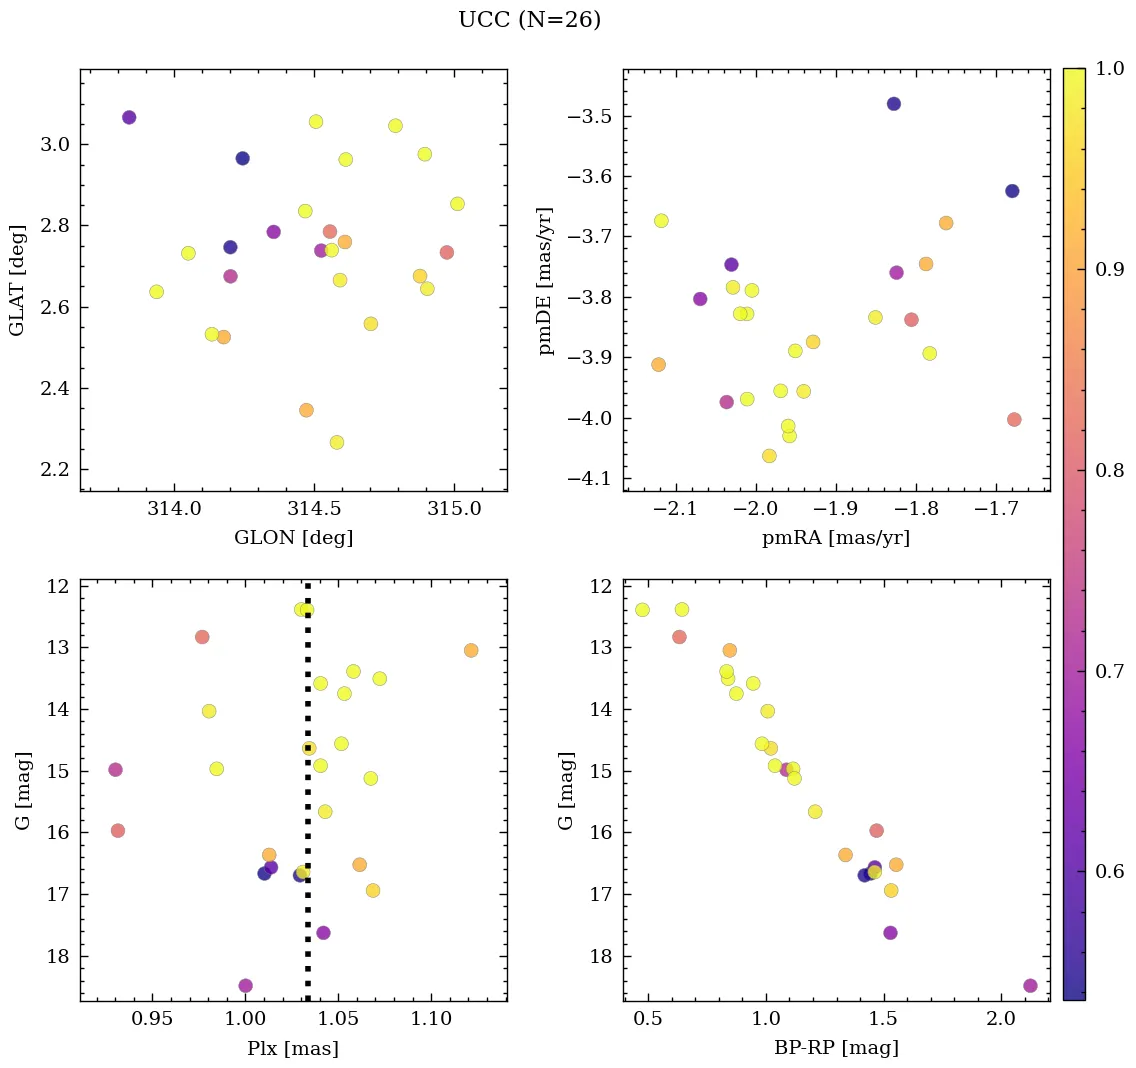 UCC (N=26)
3.0
2.8
2.6
2.4
2.2
GLAT [deg]
314.0 314.5 315.0
GLON [deg]
−3.5
−3.6
−3.7
−3.8
−3.9
−4.0
−4.1
pmDE [mas/yr]
−2.1 −2.0 −1.9 −1.8 −1.7
pmRA [mas/yr]
1.0
0.9
0.8
0.7
0.6
12
13
14
15
16
17
18
G [mag]
0.95 1.00 1.05 1.10
Plx [mas]
12
13
14
15
16
17
18
G [mag]
0.5 1.0 1.5 2.0
BP-RP [mag]